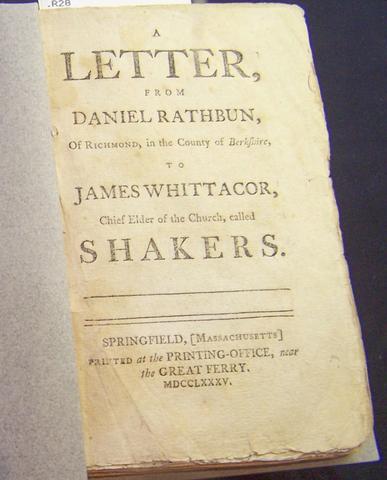 .R28
A
LETTER,
FROM
DANIEL RATHBUN,
Of RICHMOND, in the County of Berkshire,
TO
JAMES WHITTACOR,
Chief Elder of the Church, called
SHAKERS.
SPRINGFIELD, [MASSACHUSETTS]
PRINTED at the PRINTING-OFFICE, near
the GREAT FERRY.
MDCCLXXXV.